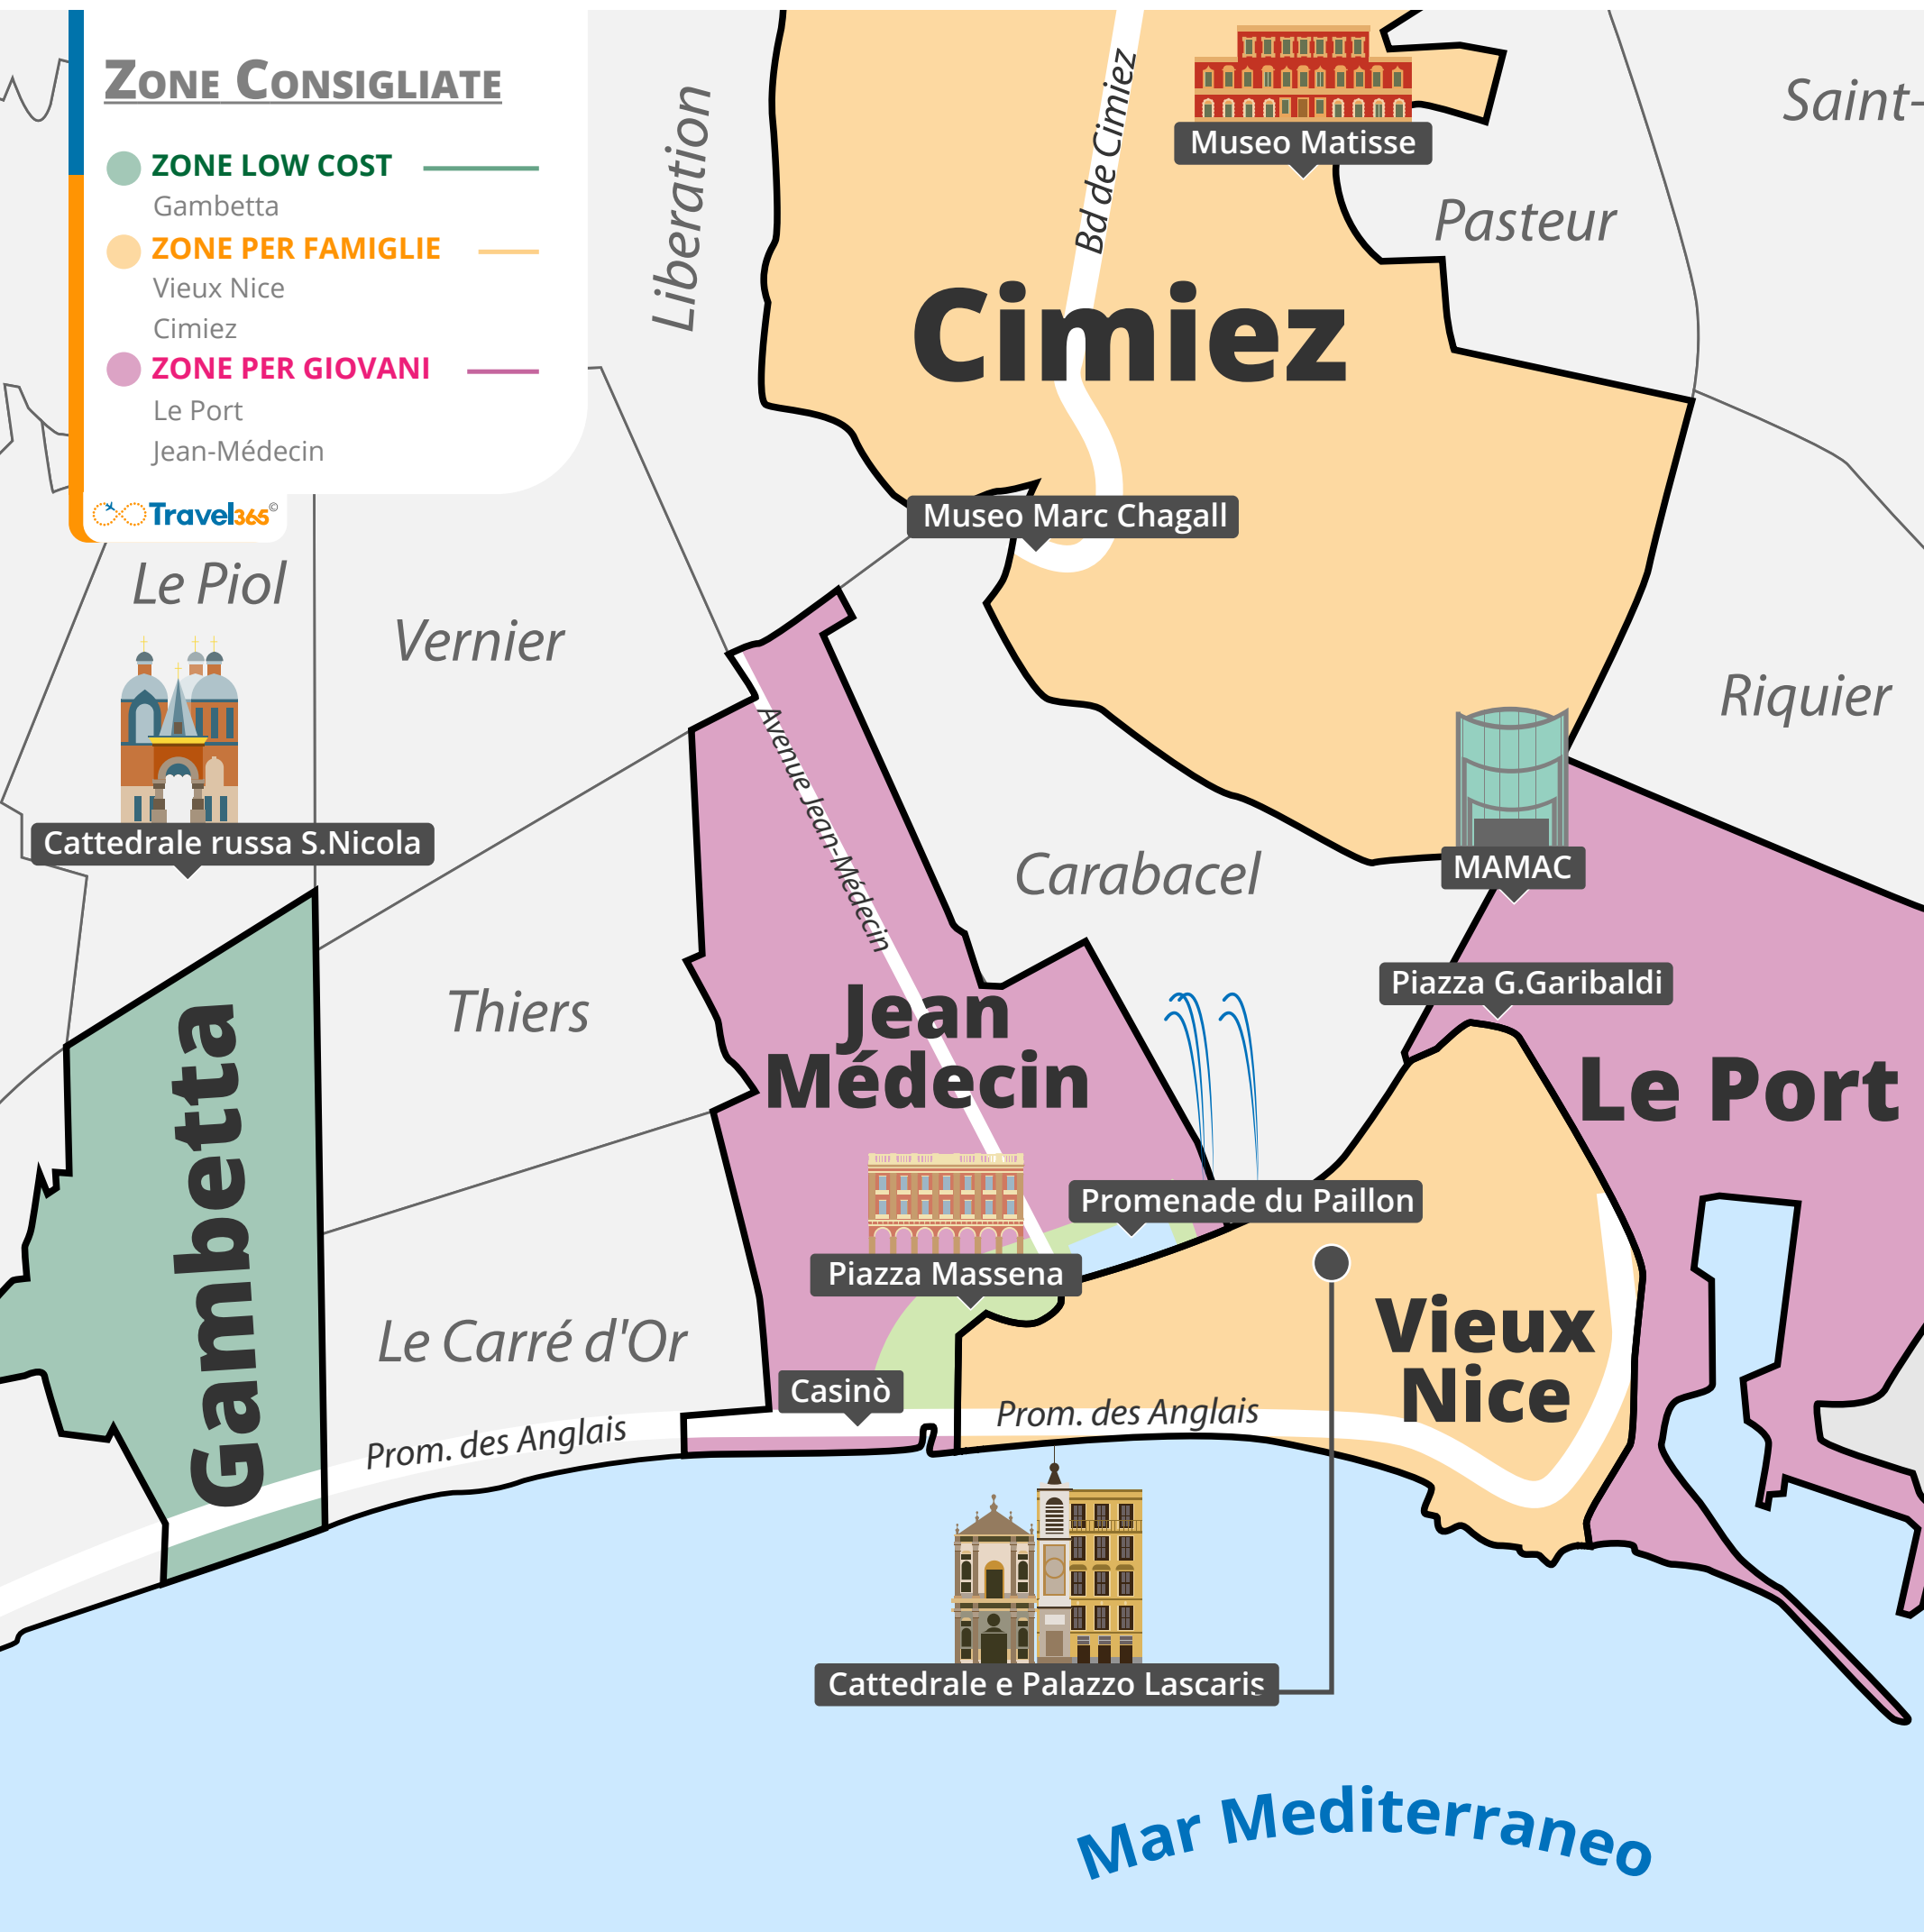 Zone Consigliate
ZONE LOW COST
Gambetta
ZONE PER FAMIGLIE
Vieux Nice
Cimiez
ZONE PER GIOVANI
Le Port
Jean-Médecin
Travel365©
Liberation
Bd de Cimiez
Museo Matisse
Saint-
Pasteur
Cimiez
Museo Marc Chagall
Le Piol
Vernier
Riquier
Avenue Jean-Médecin
Cattedrale russa S.Nicola
Carabacel
MAMAC
Piazza G.Garibaldi
Thiers
Jean
Médecin
Le Port
Gambetta
Promenade du Paillon
Piazza Massena
Le Carré d'Or
Vieux
Nice
Casinò
Prom. des Anglais
Prom. des Anglais
Cattedrale e Palazzo Lascaris
Mar Mediterraneo